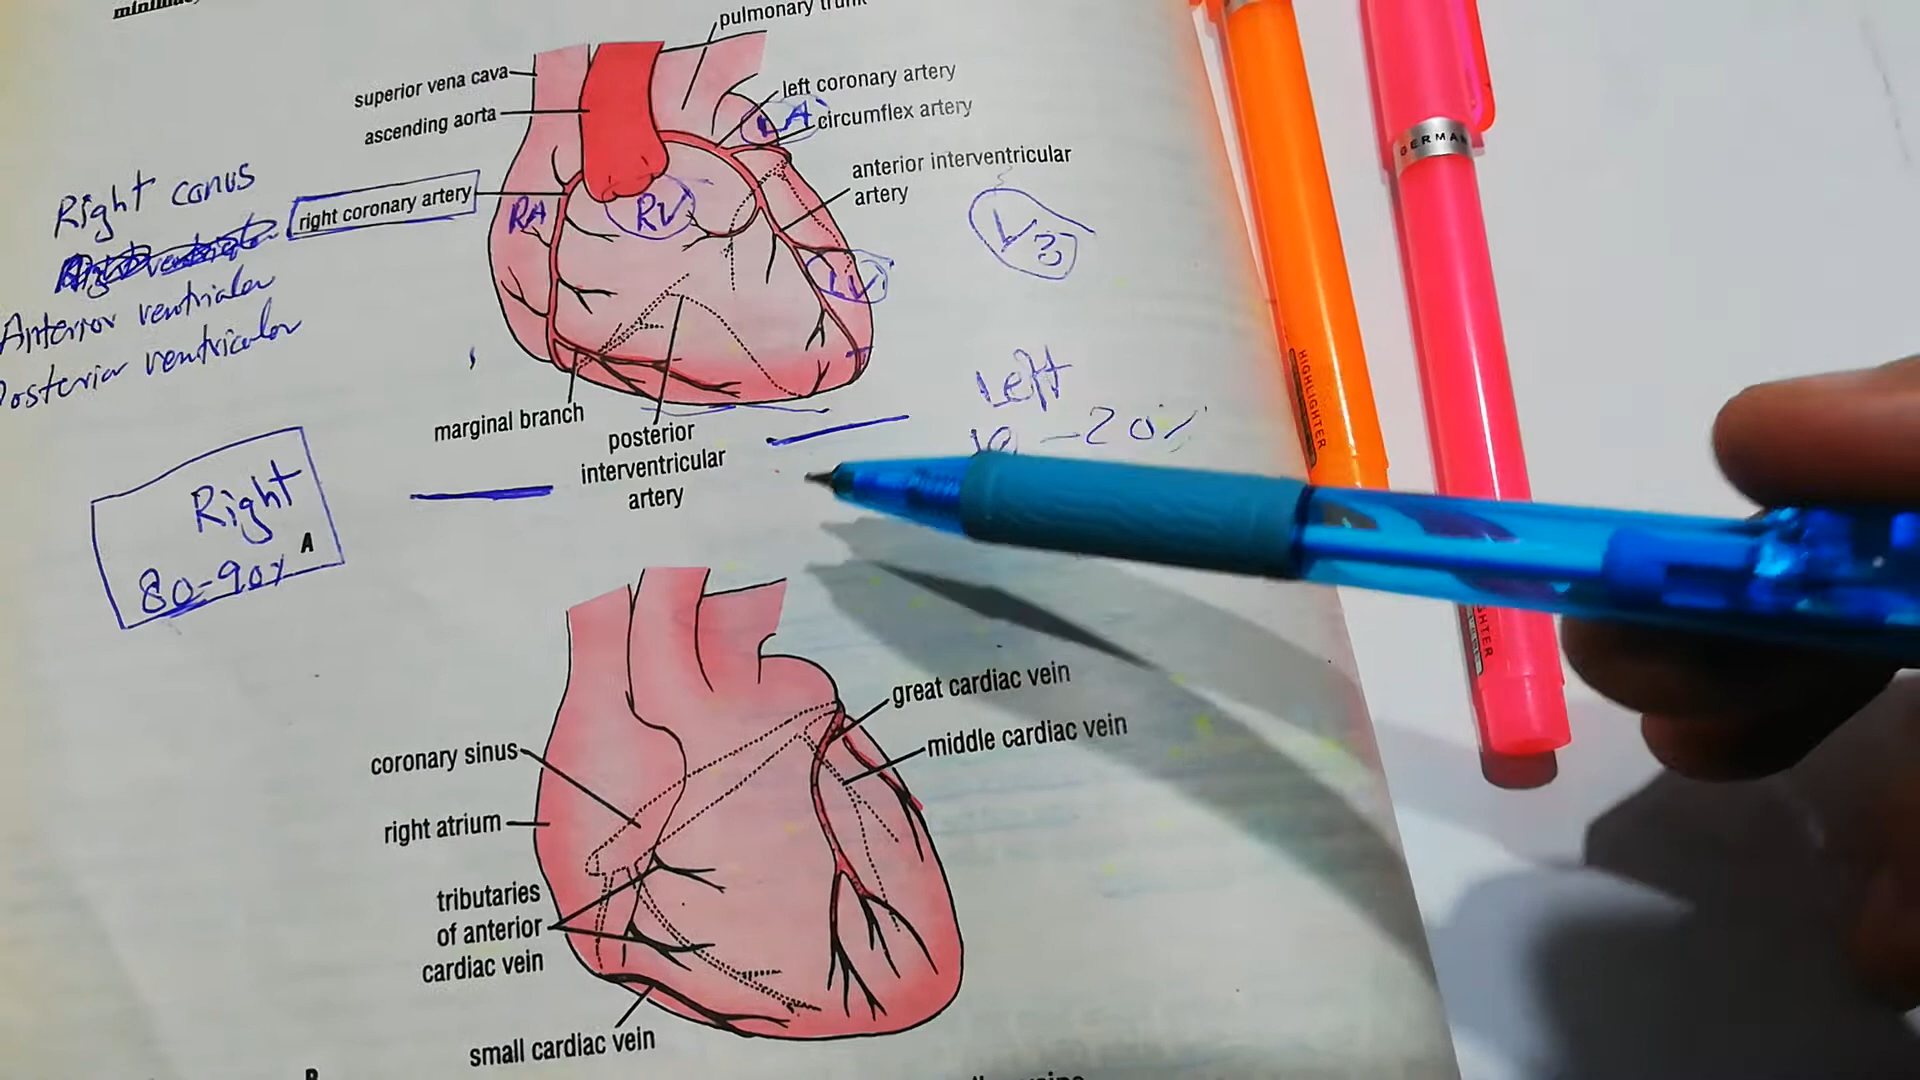 pulmonary trunk
superior vena cava
ascending aorta
left coronary artery
LA
circumflex artery
anterior interventricular
artery
Right conus
right coronary artery
RA
RV
LV
Anterior ventricular
Posterior ventricular
marginal branch
posterior
interventricular
artery
Left
-20%
Right
80-90%
A
great cardiac vein
middle cardiac vein
coronary sinus
right atrium
tributaries
of anterior
cardiac vein
small cardiac vein
GERMAN
HIGHLIGHTER